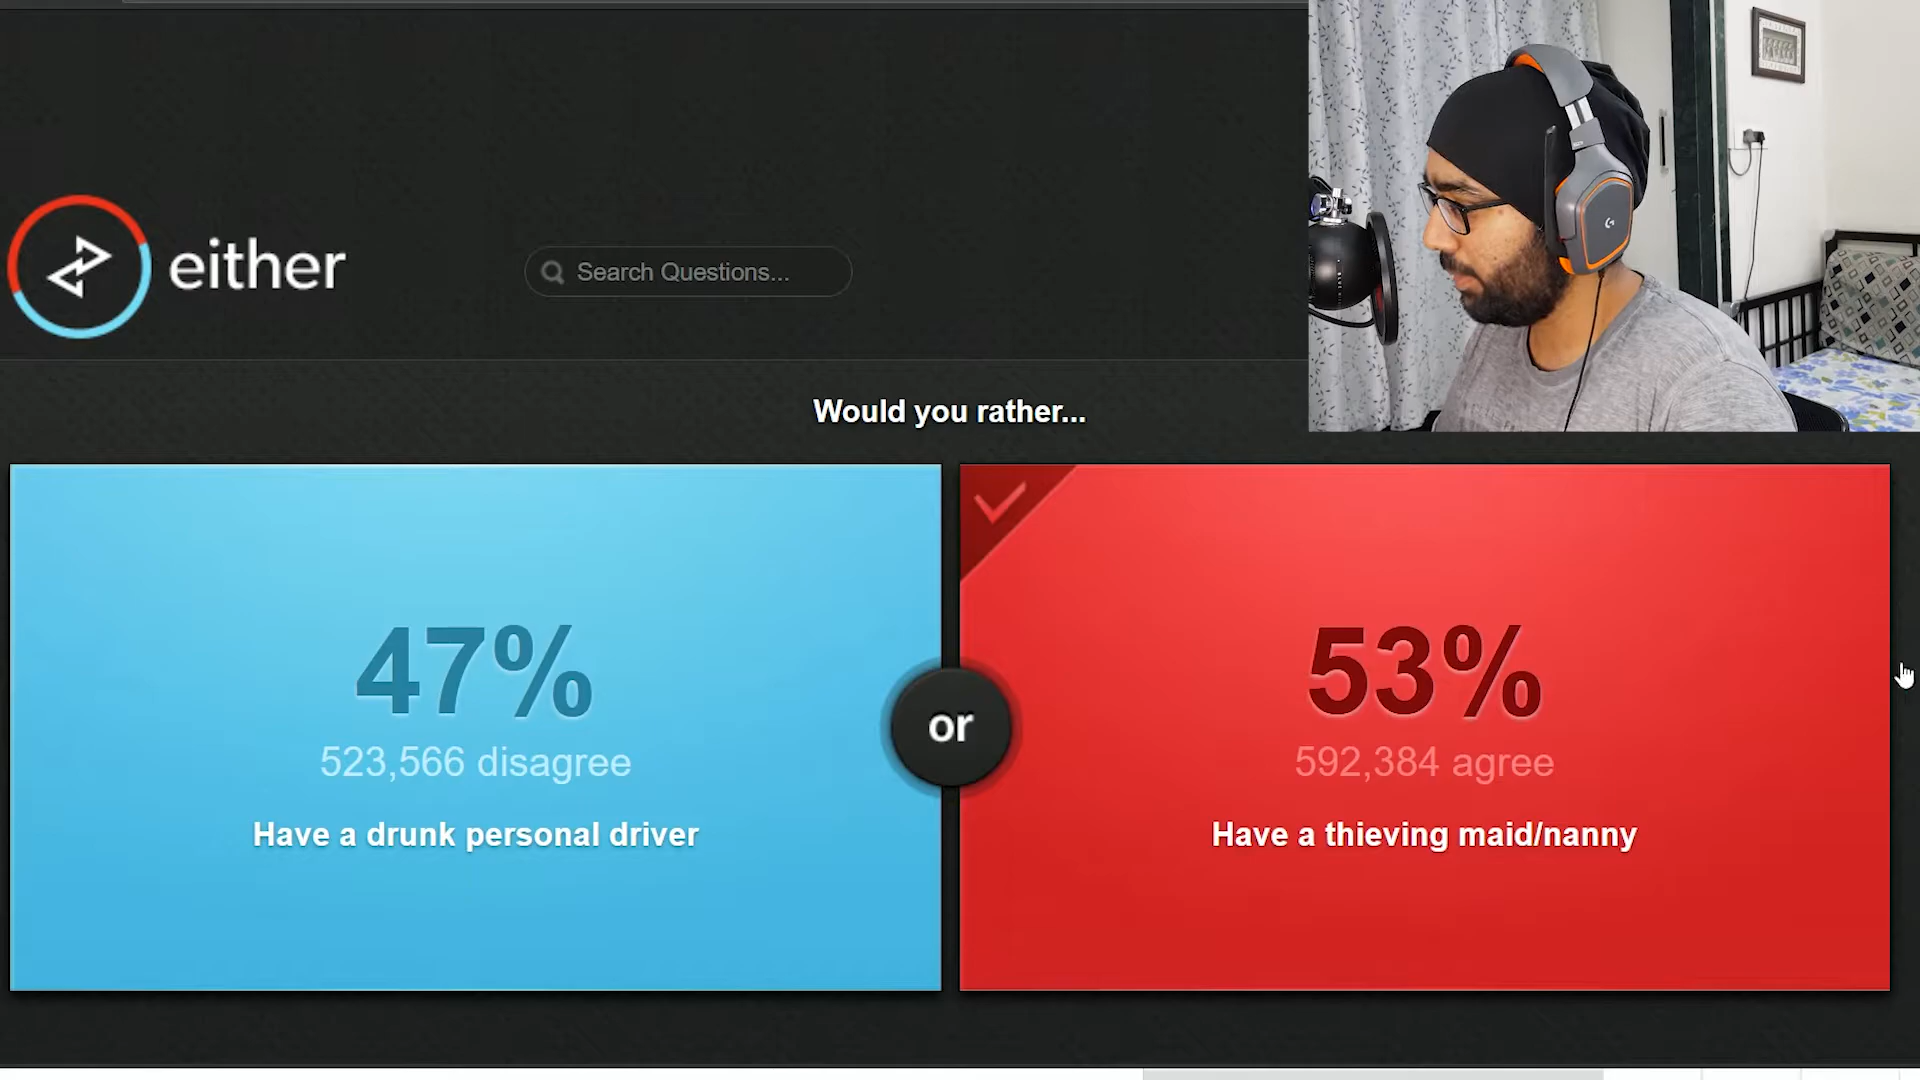 either
Search Questions...
Would you rather...
47%
523,566 disagree
Have a drunk personal driver
or
53%
592,384 agree
Have a thieving maid/nanny